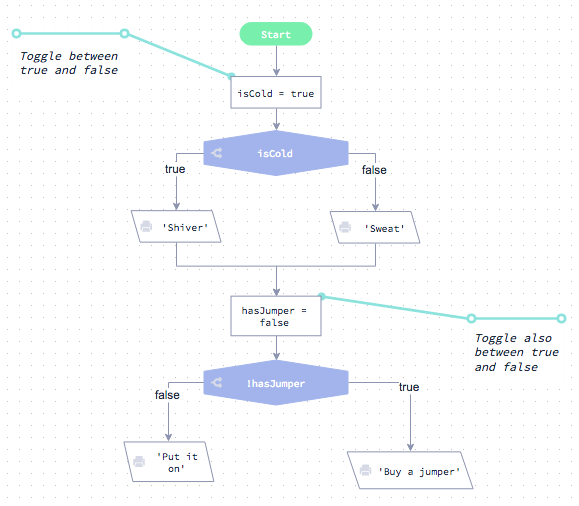 Start
Toggle between
true and false
isCold = true
isCold
true
false
'Shiver'
'Sweat'
hasJumper =
false
Toggle also
between true
and false
!hasJumper
false
true
'Put it
on'
'Buy a jumper'